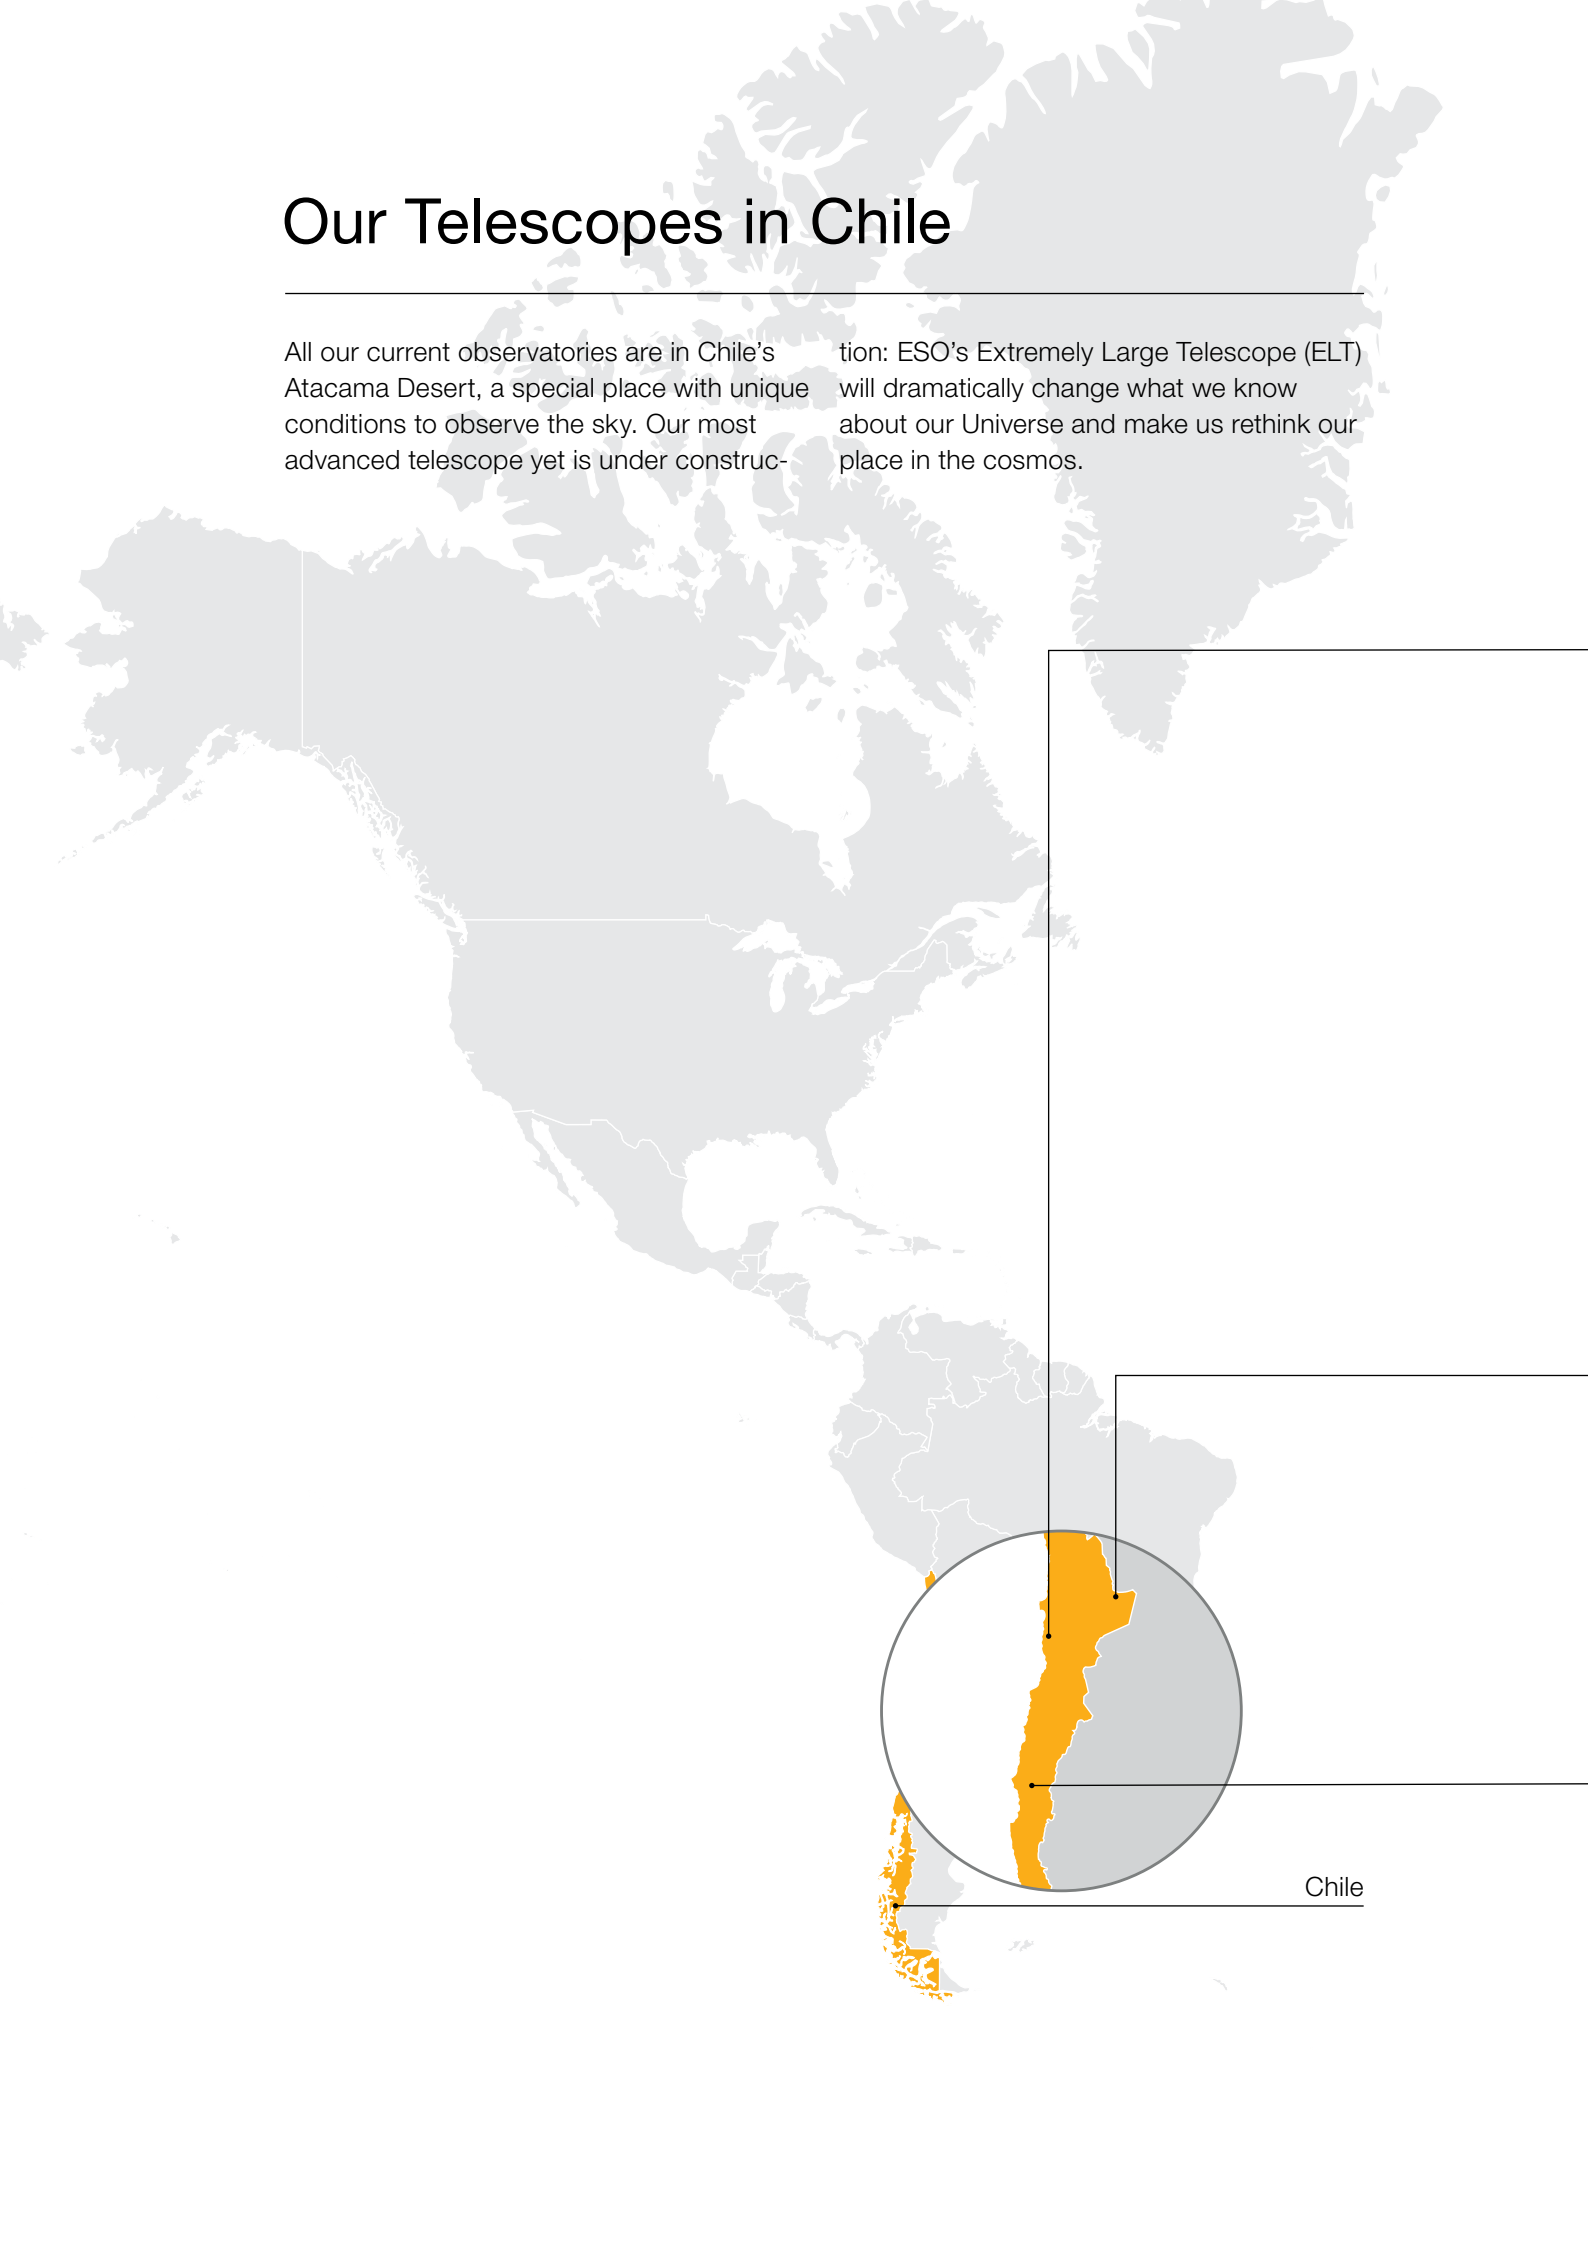 Our Telescopes in Chile
All our current observatories are in Chile's
Atacama Desert, a special place with unique
conditions to observe the sky. Our most
advanced telescope yet is under construc-
tion: ESO's Extremely Large Telescope (ELT)
will dramatically change what we know
about our Universe and make us rethink our
place in the cosmos.
Chile